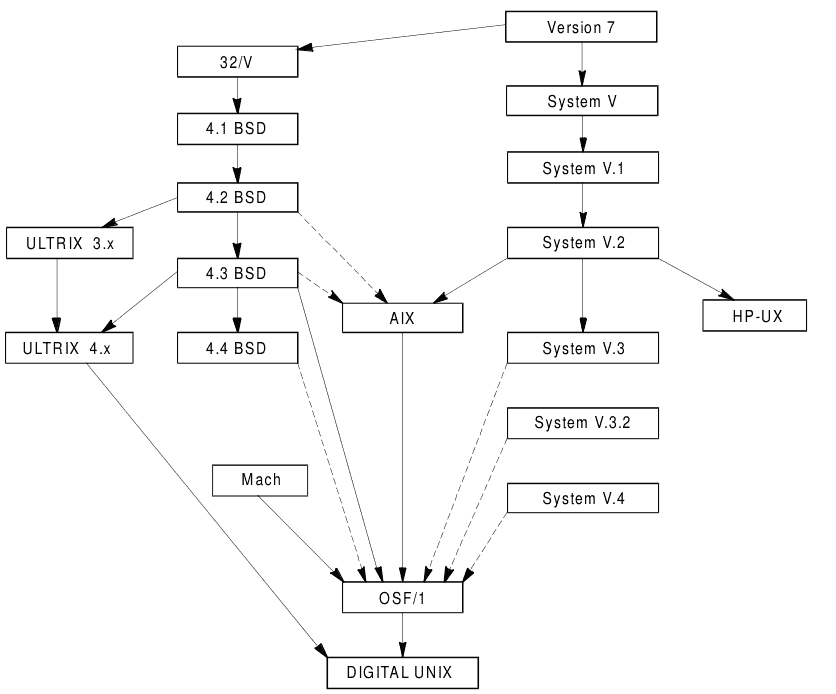 Version 7
32/V
System V
4.1 BSD
System V.1
4.2 BSD
ULTRIX 3.x
System V.2
4.3 BSD
AIX
HP-UX
ULTRIX 4.x
4.4 BSD
System V.3
System V.3.2
Mach
System V.4
OSF/1
DIGITAL UNIX